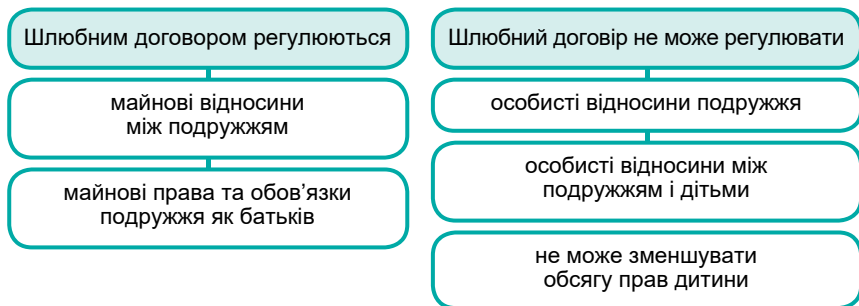 Шлюбним договором регулюються
майнові відносини
між подружжям
майнові права та обов’язки
подружжя як батьків
Шлюбний договір не може регулювати
особисті відносини подружжя
особисті відносини між
подружжям і дітьми
не може зменшувати
обсягу прав дитини